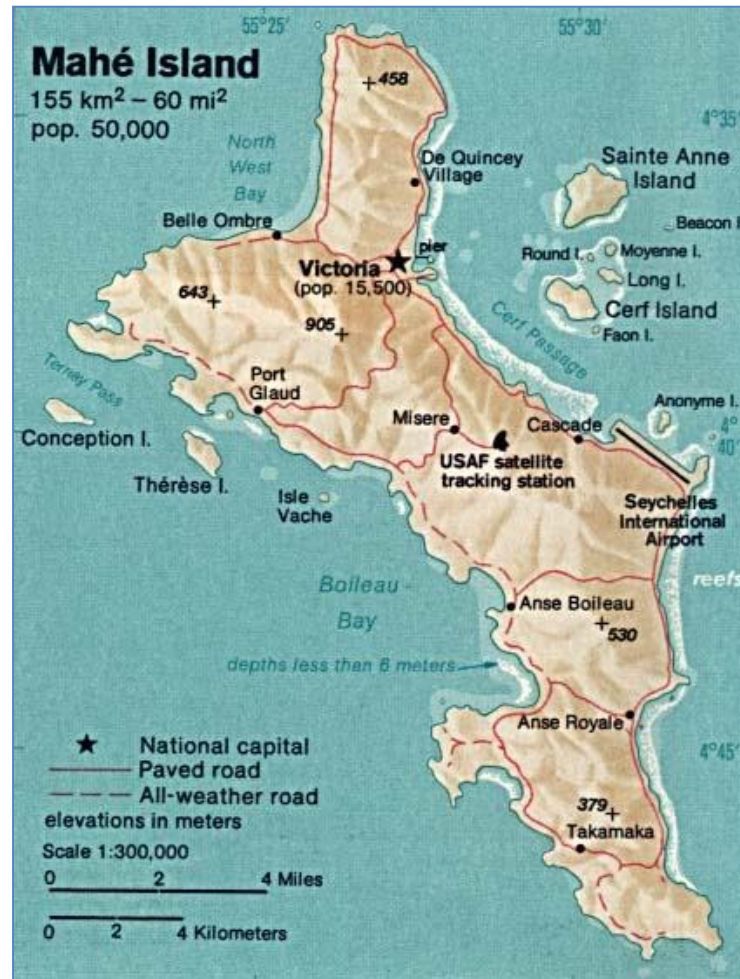 55°25′
55°30′
Mahé Island
155 km² – 60 mi²
pop. 50,000
458
4°35′
North
West
Bay
De Quincey
Village
Sainte Anne
Island
Beacon I
Belle Ombre
pier
Round I.
Moyenne I.
Victoria
(pop. 15,500)
Long I.
643
Cerf Island
905
Cerf Passage
Faon I.
Ternay Pass
Port
Glaud
Anonyme I.
Conception I.
Misere
Cascade
4°
40′
USAF satellite
tracking station
Thérèse I.
Isle
Vache
Seychelles
International
Airport
Boileau
Bay
reefs
Anse Boileau
530
depths less than 6 meters
Anse Royale
National capital
4°45′
Paved road
All-weather road
elevations in meters
379
Takamaka
Scale 1:300,000
0 2 4 Miles
0 2 4 Kilometers